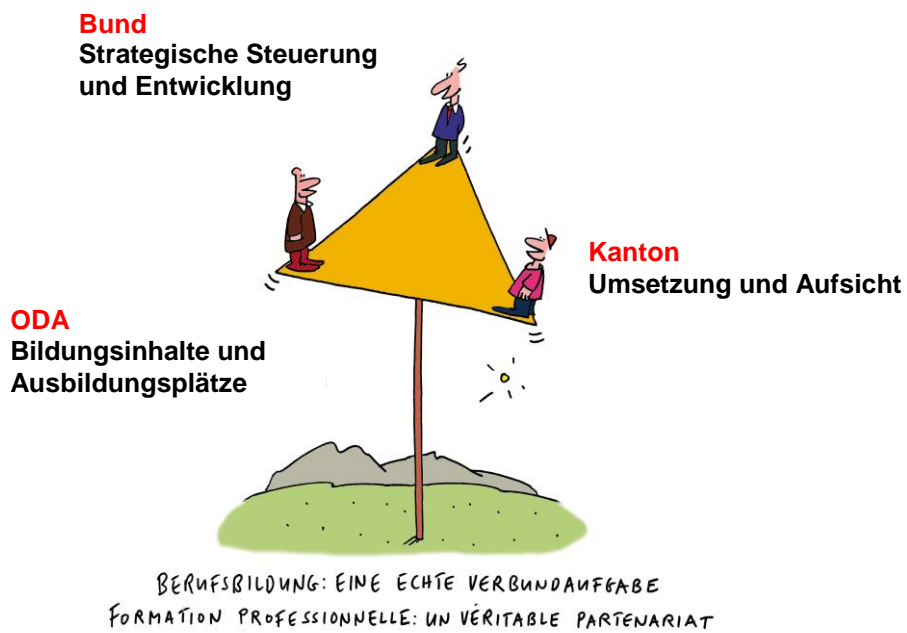 Bund
Strategische Steuerung
und Entwicklung
Kanton
Umsetzung und Aufsicht
ODA
Bildungsinhalte und
Ausbildungsplätze
BERUFSBILDUNG: EINE ECHTE VERBUNDAUFGABE
FORMATION PROFESSIONNELLE: UN VÉRITABLE PARTENARIAT